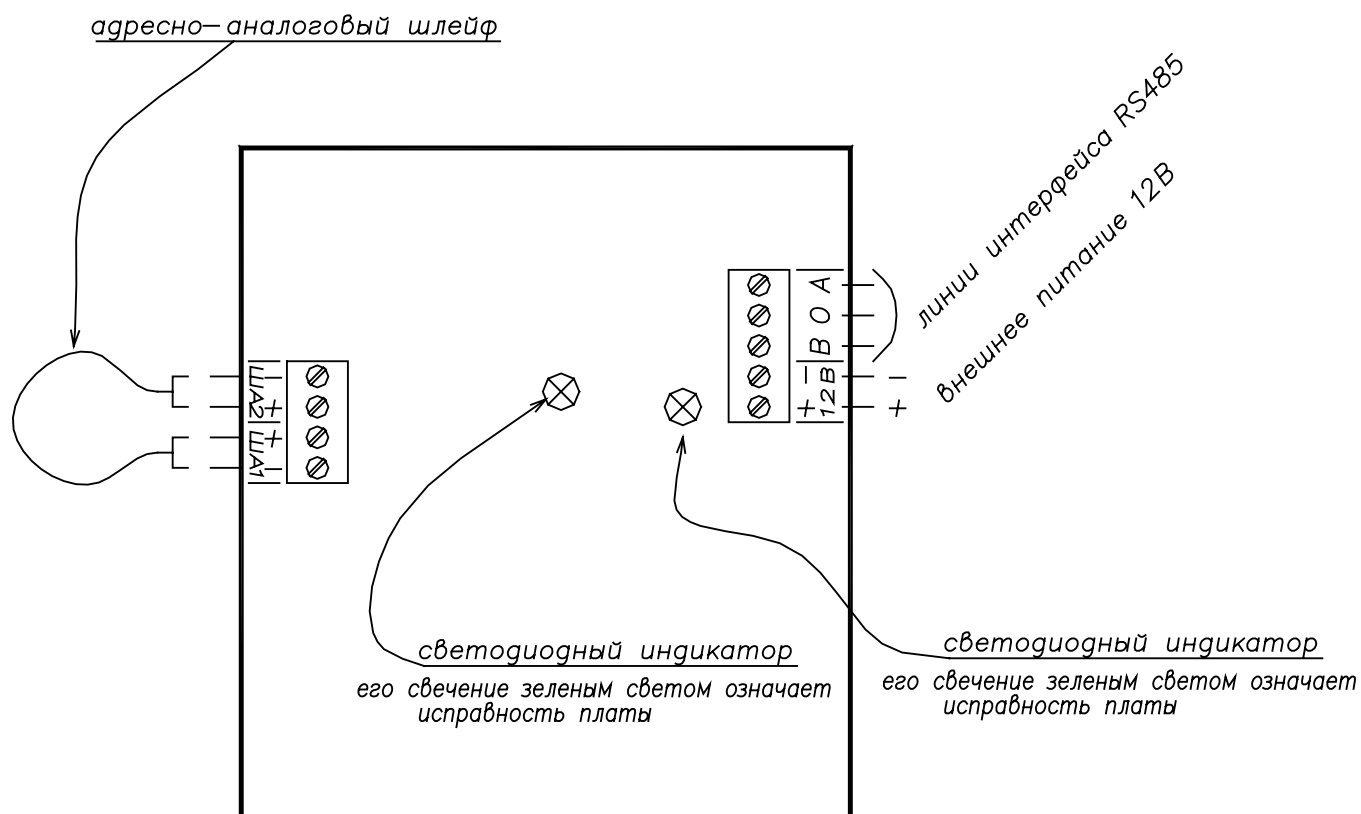 адресно-аналоговый шлейф
линии интерфейса RS485
внешнее питание 12В
А
О
В
− 12В −
+ +
− ША2
+
+ ША1
−
светодиодный индикатор
его свечение зеленым светом означает
исправность платы
светодиодный индикатор
его свечение зеленым светом означает
исправность платы